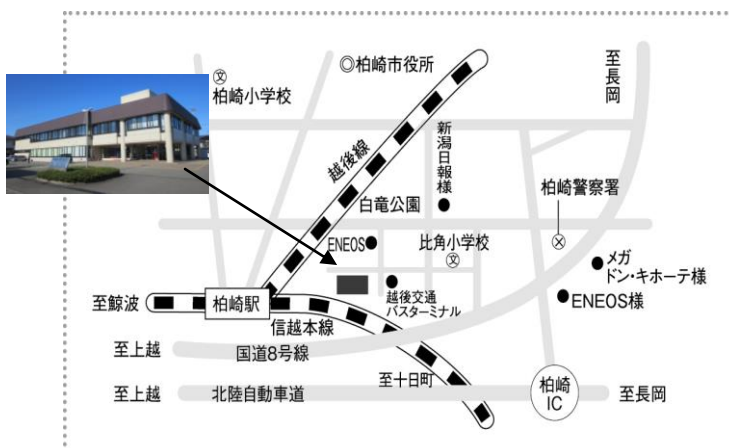 ◎柏崎市役所
文
柏崎小学校
至長岡
新潟日報様
越後線
白竜公園
柏崎警察署
ENEOS
比角小学校
文
メガ
ドン・キホーテ様
至鯨波
柏崎駅
越後交通
バスターミナル
ENEOS様
信越本線
至上越
国道8号線
至十日町
柏崎
IC
至上越
北陸自動車道
至長岡